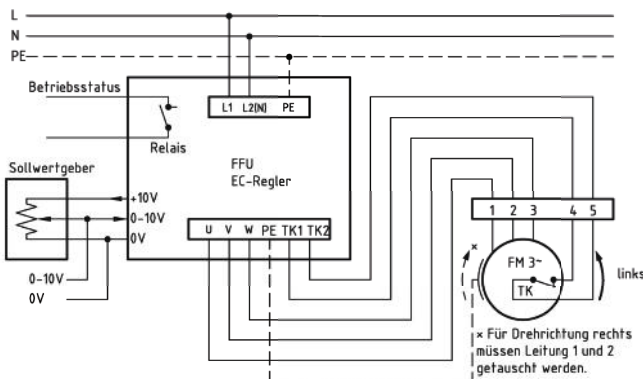 L
N
PE
Betriebsstatus
L1 L2(N) PE
Relais
Sollwertgeber
FFU
EC-Regler
+10V
0-10V
0V
U V W PE TK1 TK2
1 2 3 4 5
0-10V
0V
×
FM 3~
TK
links
× Für Drehrichtung rechts
müssen Leitung 1 und 2
getauscht werden.